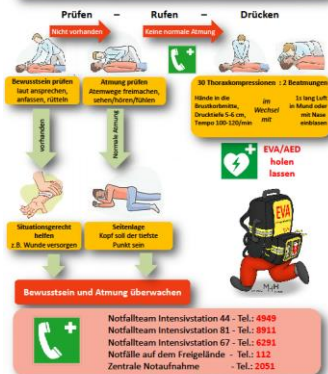 Prüfen – Rufen – Drücken
Nicht vorhanden
Keine normale Atmung
Bewusstsein prüfen
laut ansprechen,
anfassen, rütteln
Atmung prüfen
Atemwege freimachen,
sehen/hören/fühlen
30 Thoraxkompressionen : 2 Beatmungen
Hände in die
Brustkorbmitte,
Drucktiefe 5-6 cm,
Tempo 100-120/min
im
Wechsel
mit
1s lang Luft
in Mund oder
mit Nase
einblasen
vorhanden
Normale Atmung
EVA/AED
holen
lassen
Situationsgerecht
helfen
z.B. Wunde versorgen
Seitenlage
Kopf soll der tiefste
Punkt sein
EVA
Bewusstsein und Atmung überwachen
Notfallteam Intensivstation 44 - Tel.: 4949
Notfallteam Intensivstation 81 - Tel.: 8911
Notfallteam Intensivstation 67 - Tel.: 6291
Notfälle auf dem Freigelände - Tel.: 112
Zentrale Notaufnahme - Tel.: 2051